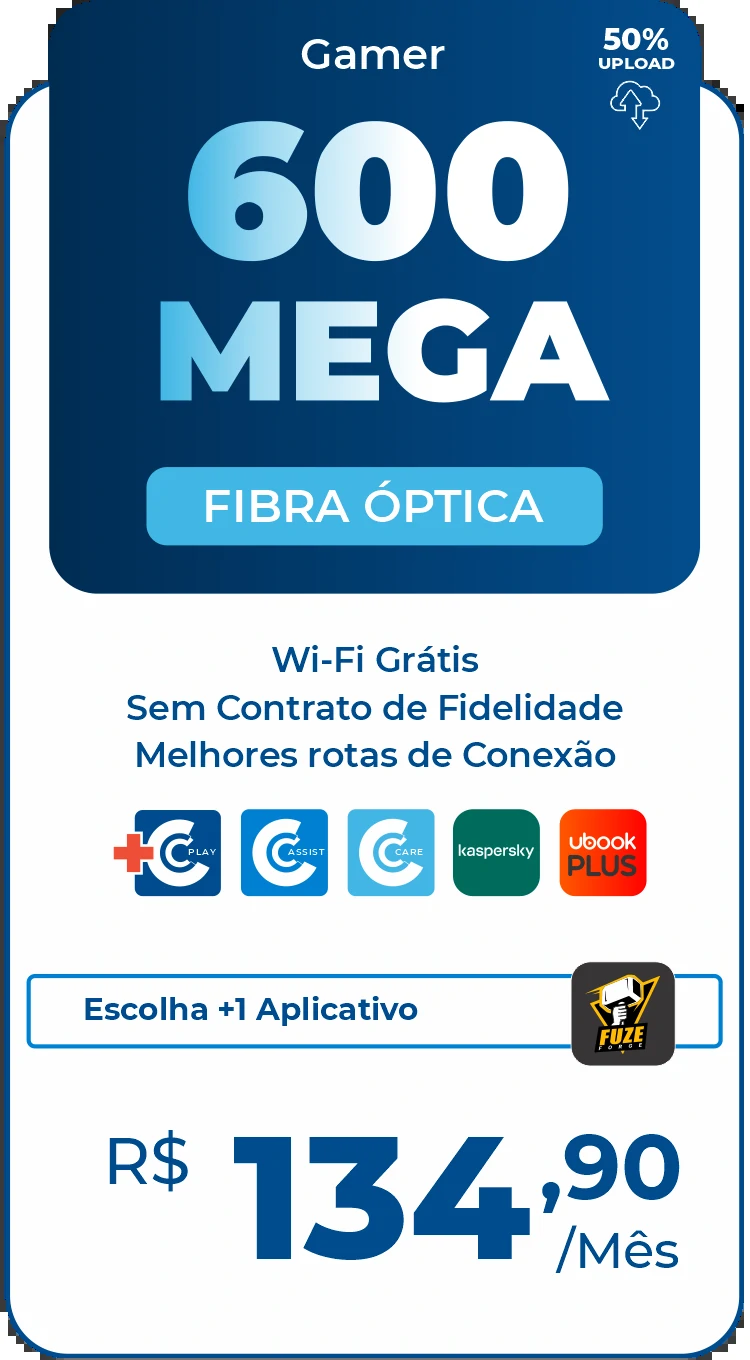 Gamer
50%
UPLOAD
600
MEGA
FIBRA ÓPTICA
Wi-Fi Grátis
Sem Contrato de Fidelidade
Melhores rotas de Conexão
PLAY
ASSIST
CARE
kaspersky
ubook
PLUS
Escolha +1 Aplicativo
FUZE
FORGE
R$ 134,90
/Mês